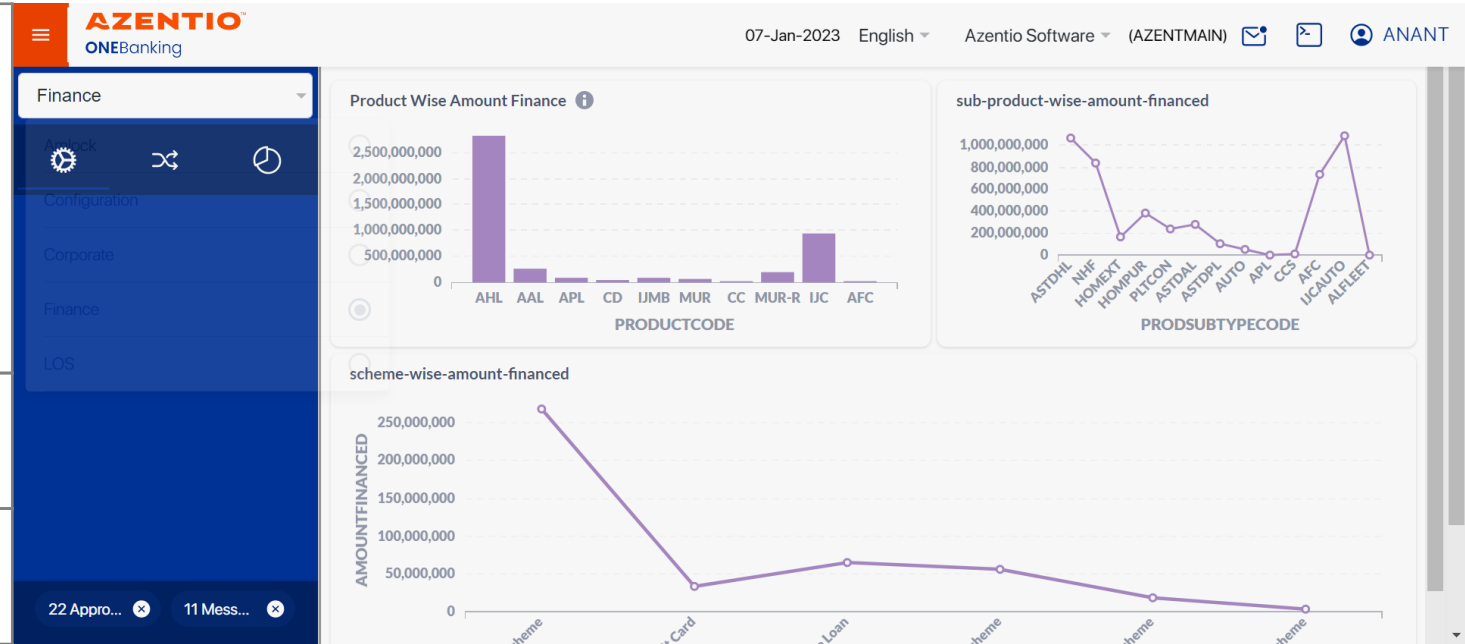 AZENTIO™
ONEBanking
07-Jan-2023 English Azentio Software (AZENTMAIN) ANANT
Finance
Amlock
Configuration
Corporate
Finance
LOS
22 Appro... 11 Mess...
Product Wise Amount Finance
2,500,000,000
2,000,000,000
1,500,000,000
1,000,000,000
500,000,000
0
AHL AAL APL CD IJMB MUR CC MUR-R IJC AFC
PRODUCTCODE
sub-product-wise-amount-financed
1,000,000,000
800,000,000
600,000,000
400,000,000
200,000,000
0
ASTDHL NHF HOMEXT HOMPUR PLTCON ASTDAL ASTDPL AUTO APL CCS AFC IJCAUTO ALFLEET
PRODSUBTYPECODE
scheme-wise-amount-financed
AMOUNTFINANCED
250,000,000
200,000,000
150,000,000
100,000,000
50,000,000
0